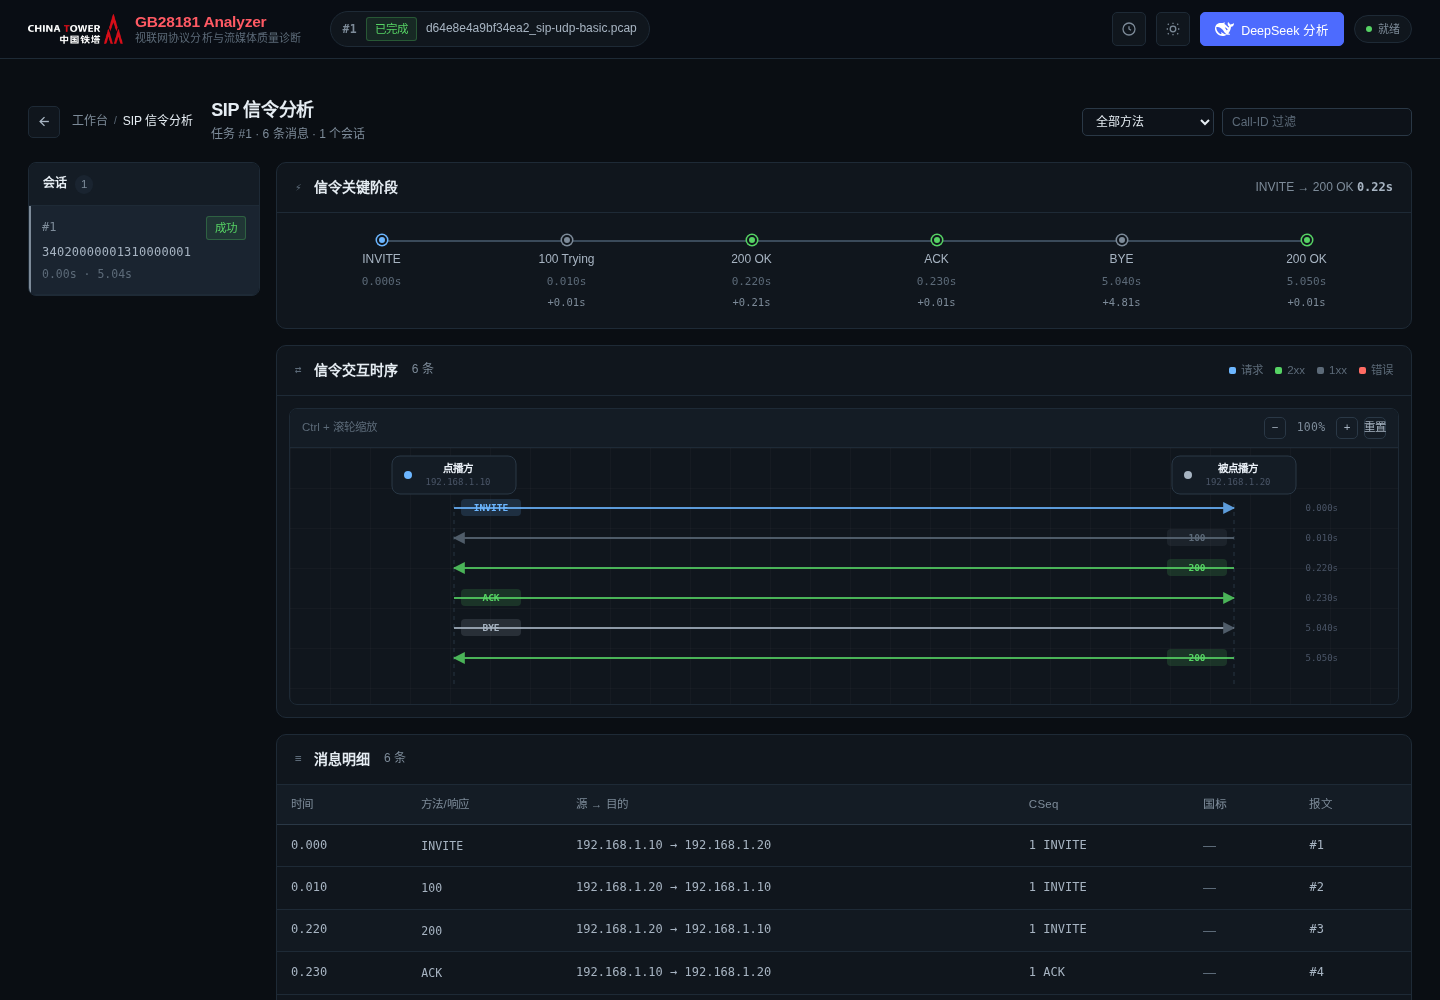 CHINA TOWER
中国铁塔
GB28181 Analyzer
视联网协议分析与流媒体质量诊断
#1 已完成 d64e8e4a9bf34ea2_sip-udp-basic.pcap
DeepSeek 分析
就绪
工作台 / SIP 信令分析
SIP 信令分析
任务 #1 · 6 条消息 · 1 个会话
全部方法
Call-ID 过滤
会话 1
#1 成功
34020000001310000001
0.00s · 5.04s
信令关键阶段
INVITE → 200 OK 0.22s
INVITE 100 Trying 200 OK ACK BYE 200 OK
0.000s 0.010s 0.220s 0.230s 5.040s 5.050s
+0.01s +0.21s +0.01s +4.81s +0.01s
信令交互时序 6 条
请求 2xx 1xx 错误
Ctrl + 滚轮缩放
− 100% + 重置
点播方
192.168.1.10
被点播方
192.168.1.20
INVITE 0.000s
100 0.010s
200 0.220s
ACK 0.230s
BYE 5.040s
200 5.050s
消息明细 6 条
时间 方法/响应 源 → 目的 CSeq 国标 报文
0.000 INVITE 192.168.1.10 → 192.168.1.20 1 INVITE — #1
0.010 100 192.168.1.20 → 192.168.1.10 1 INVITE — #2
0.220 200 192.168.1.20 → 192.168.1.10 1 INVITE — #3
0.230 ACK 192.168.1.10 → 192.168.1.20 1 ACK — #4